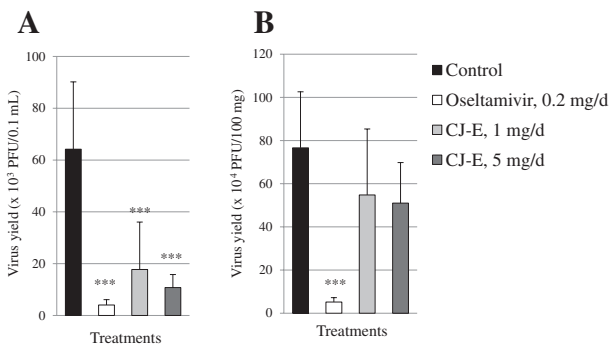 A
B
Virus yield (x 10³ PFU/0.1 mL)
100
80
60
40
20
0
***
***
***
Treatments
Virus yield (x 10⁴ PFU/100 mg)
120
100
80
60
40
20
0
***
Treatments
Control
Oseltamivir, 0.2 mg/d
CJ-E, 1 mg/d
CJ-E, 5 mg/d